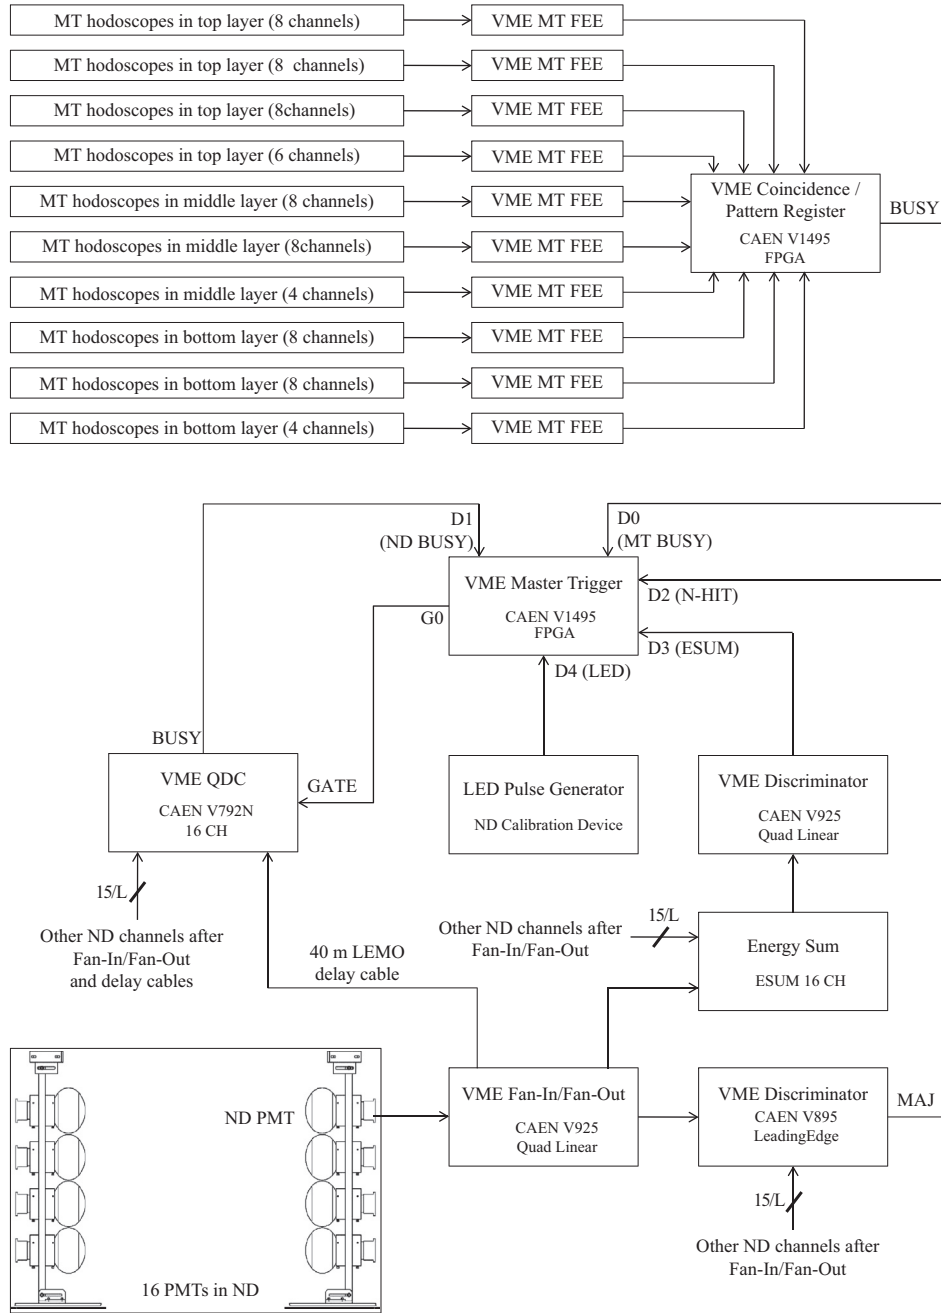 MT hodoscopes in top layer (8 channels)
VME MT FEE
MT hodoscopes in top layer (8 channels)
VME MT FEE
MT hodoscopes in top layer (8channels)
VME MT FEE
MT hodoscopes in top layer (6 channels)
VME MT FEE
MT hodoscopes in middle layer (8 channels)
VME MT FEE
MT hodoscopes in middle layer (8channels)
VME MT FEE
MT hodoscopes in middle layer (4 channels)
VME MT FEE
MT hodoscopes in bottom layer (8 channels)
VME MT FEE
MT hodoscopes in bottom layer (8 channels)
VME MT FEE
MT hodoscopes in bottom layer (4 channels)
VME MT FEE
VME Coincidence /
Pattern Register
CAEN V1495
FPGA
BUSY
D1
(ND BUSY)
D0
(MT BUSY)
VME Master Trigger
CAEN V1495
FPGA
G0
D2 (N-HIT)
D3 (ESUM)
D4 (LED)
BUSY
VME QDC
CAEN V792N
16 CH
GATE
LED Pulse Generator
ND Calibration Device
VME Discriminator
CAEN V925
Quad Linear
15/L
Other ND channels after
Fan-In/Fan-Out
and delay cables
40 m LEMO
delay cable
Other ND channels after
Fan-In/Fan-Out
15/L
Energy Sum
ESUM 16 CH
ND PMT
16 PMTs in ND
VME Fan-In/Fan-Out
CAEN V925
Quad Linear
VME Discriminator
CAEN V895
LeadingEdge
MAJ
15/L
Other ND channels after
Fan-In/Fan-Out